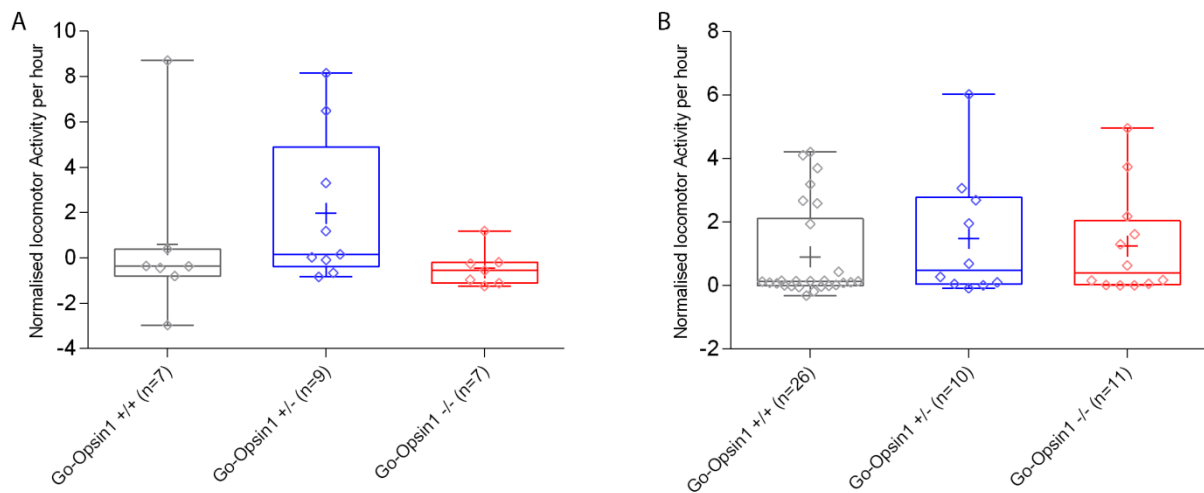 A
Normalised locomotor Activity per hour
10
8
6
4
2
0
-2
-4
Go-Opsin1 +/+ (n=7)
Go-Opsin1 +/- (n=9)
Go-Opsin1 -/- (n=7)
B
Normalised locomotor Activity per hour
8
6
4
2
0
-2
Go-Opsin1 +/+ (n=26)
Go-Opsin1 +/- (n=10)
Go-Opsin1 -/- (n=11)